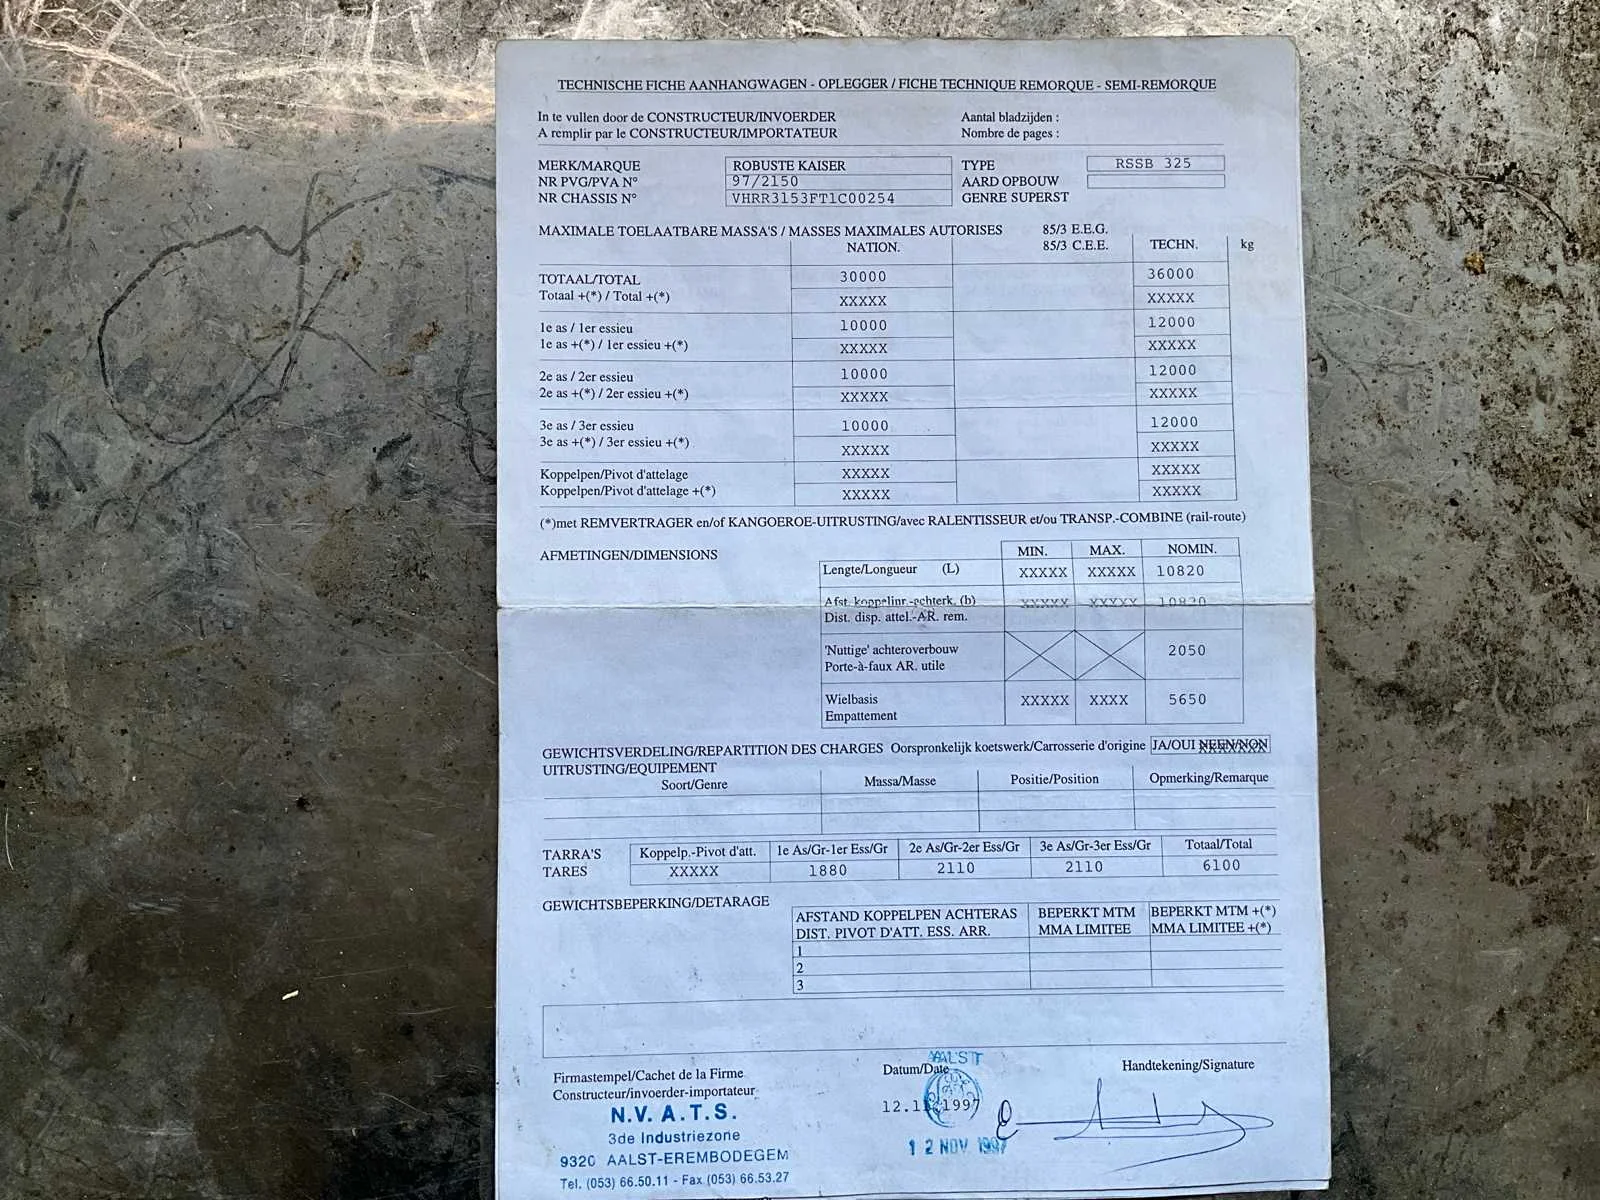 TECHNISCHE FICHE AANHANGWAGEN - OPLEGGER / FICHE TECHNIQUE REMORQUE - SEMI-REMORQUE
In te vullen door de CONSTRUCTEUR/INVOERDER Aantal bladzijden :
A remplir par le CONSTRUCTEUR/IMPORTATEUR Nombre de pages :
MERK/MARQUE ROBUSTE KAISER TYPE RSSB 325
NR PVG/PVA N° 97/2150 AARD OPBOUW
NR CHASSIS N° VHRR3153FT1C00254 GENRE SUPERST
MAXIMALE TOELAATBARE MASSA'S / MASSES MAXIMALES AUTORISES 85/3 E.E.G.
NATION. 85/3 C.E.E. TECHN. kg
TOTAAL/TOTAL 30000 36000
Totaal +(*) / Total +(*) XXXXX XXXXX
1e as / 1er essieu 10000 12000
1e as +(*) / 1er essieu +(*) XXXXX XXXXX
2e as / 2er essieu 10000 12000
2e as +(*) / 2er essieu +(*) XXXXX XXXXX
3e as / 3er essieu 10000 12000
3e as +(*) / 3er essieu +(*) XXXXX XXXXX
Koppelpen/Pivot d'attelage XXXXX XXXXX
Koppelpen/Pivot d'attelage +(*) XXXXX XXXXX
(*)met REMVERTRAGER en/of KANGOEROE-UITRUSTING/avec RALENTISSEUR et/ou TRANSP.-COMBINE (rail-route)
AFMETINGEN/DIMENSIONS MIN. MAX. NOMIN.
Lengte/Longueur (L) XXXXX XXXXX 10820
Afst. koppelinr.-achterk. (b) XXXXX XXXXX 10820
Dist. disp. attel.-AR. rem.
'Nuttige' achteroverbouw 2050
Porte-à-faux AR. utile
Wielbasis XXXXX XXXX 5650
Empattement
GEWICHTSVERDELING/REPARTITION DES CHARGES Oorspronkelijk koetswerk/Carrosserie d'origine JA/OUI NEEN/NON
UITRUSTING/EQUIPEMENT
Soort/Genre Massa/Masse Positie/Position Opmerking/Remarque
TARRA'S Koppelp.-Pivot d'att. 1e As/Gr-1er Ess/Gr 2e As/Gr-2er Ess/Gr 3e As/Gr-3er Ess/Gr Totaal/Total
TARES XXXXX 1880 2110 2110 6100
GEWICHTSBEPERKING/DETARAGE
AFSTAND KOPPELPEN ACHTERAS BEPERKT MTM BEPERKT MTM +(*)
DIST. PIVOT D'ATT. ESS. ARR. MMA LIMITEE MMA LIMITEE +(*)
1
2
3
AALST
Firmastempel/Cachet de la Firme Datum/Date Handtekening/Signature
Constructeur/invoerder-importateur
N.V. A.T.S. 12.11.1997
3de Industriezone
9320 AALST-EREMBODEGEM 12 NOV. 1997
Tel. (053) 66.50.11 - Fax (053) 66.53.27